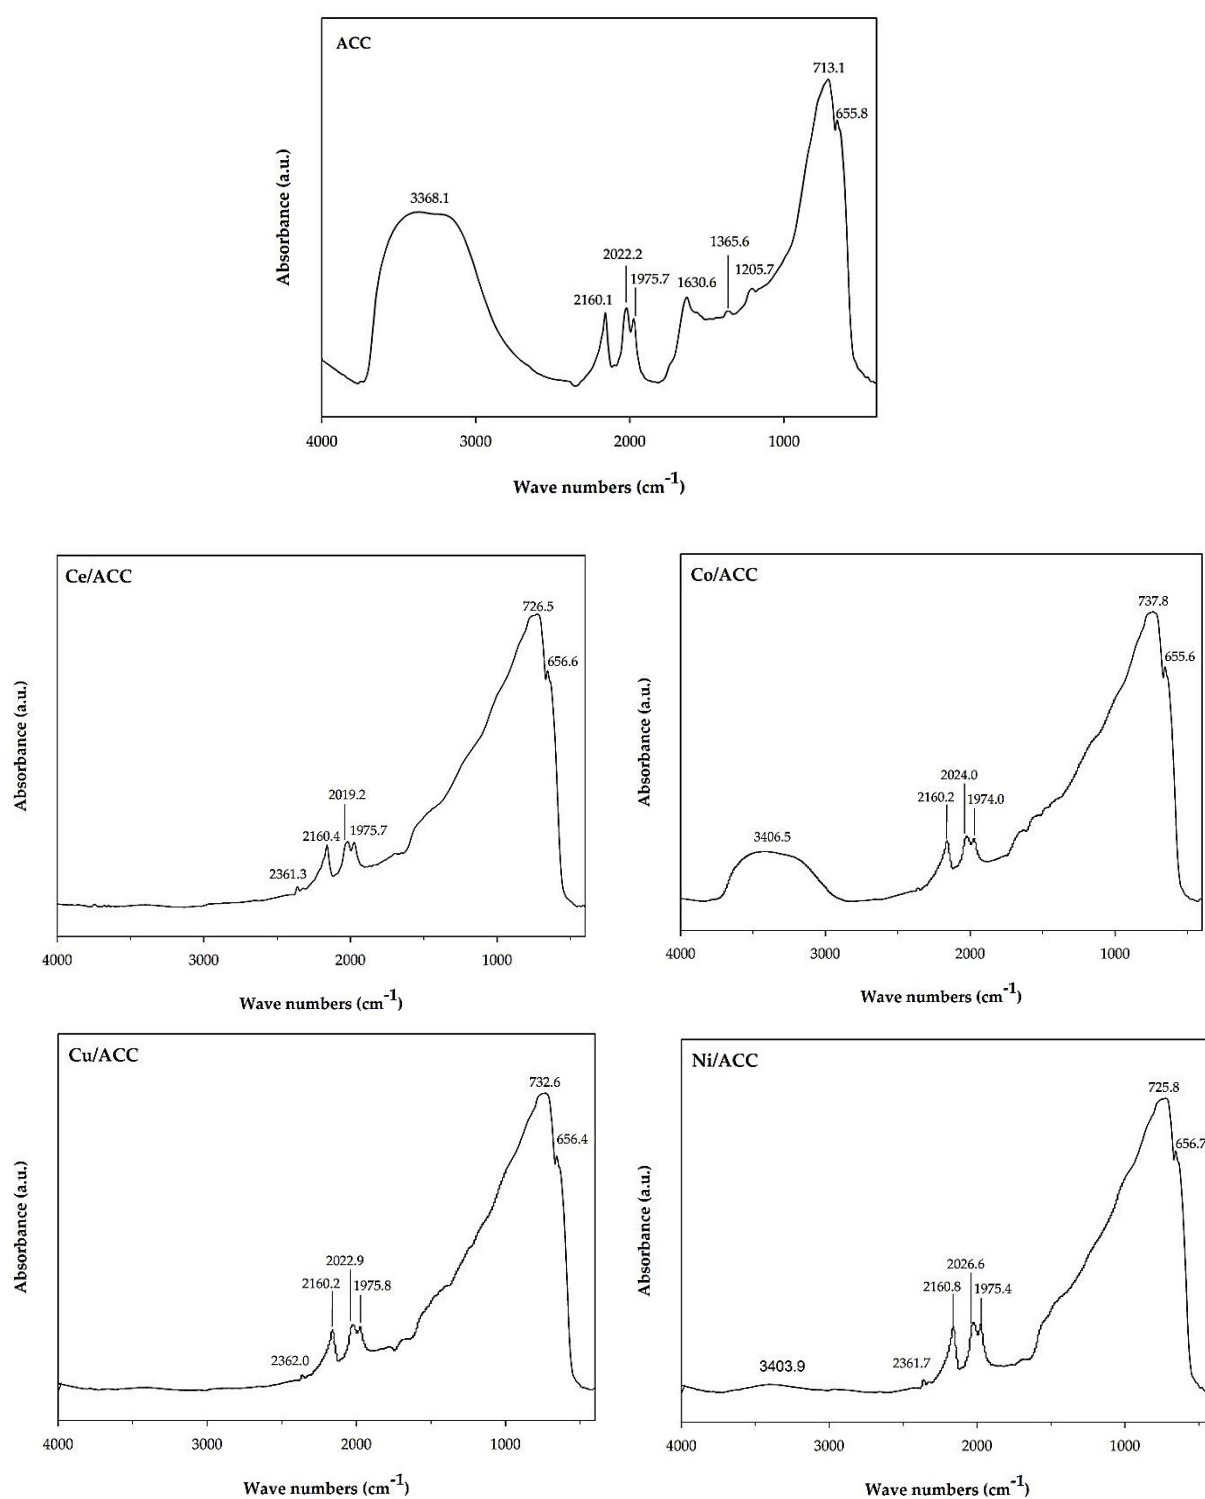 ACC
713.1
655.8
3368.1
1365.6
2022.2
1205.7
1975.7
1630.6
2160.1
Absorbance (a.u.)
4000 3000 2000 1000
Wave numbers (cm-1)
Ce/ACC
726.5
656.6
2019.2
2160.4 1975.7
2361.3
Absorbance (a.u.)
4000 3000 2000 1000
Wave numbers (cm-1)
Co/ACC
737.8
655.6
2024.0
2160.2 1974.0
3406.5
Absorbance (a.u.)
4000 3000 2000 1000
Wave numbers (cm-1)
Cu/ACC
732.6
656.4
2022.9
2160.2 1975.8
2362.0
Absorbance (a.u.)
4000 3000 2000 1000
Wave numbers (cm-1)
Ni/ACC
725.8
656.7
2026.6
2160.8 1975.4
2361.7
3403.9
Absorbance (a.u.)
4000 3000 2000 1000
Wave numbers (cm-1)